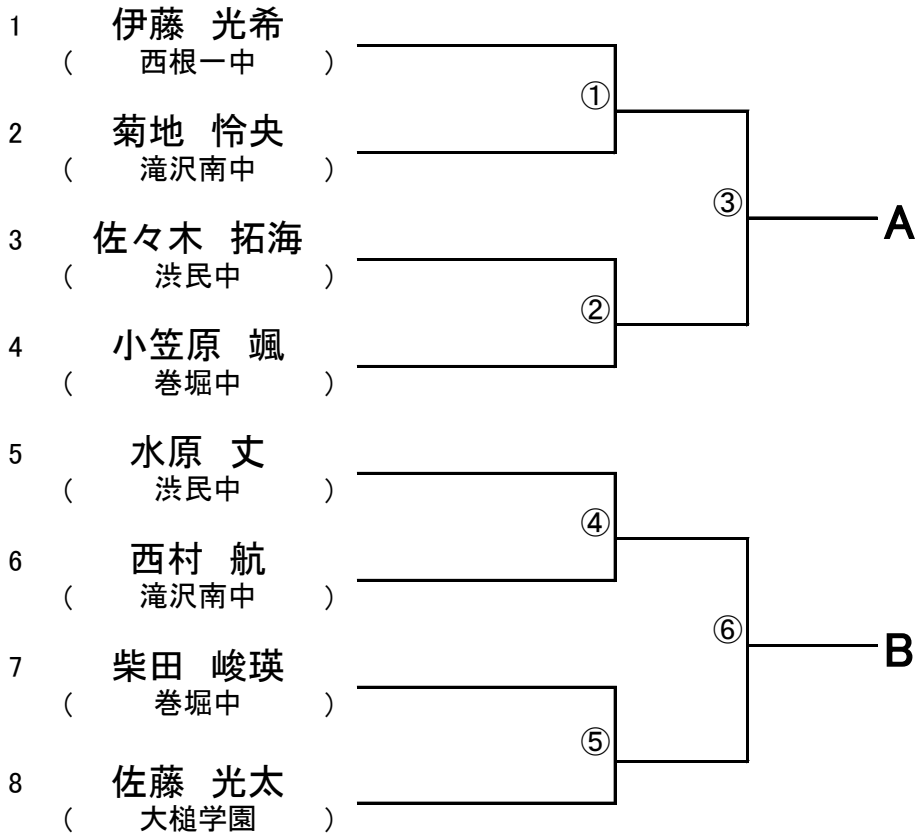 1 伊藤 光希
( 西根一中 )
①
2 菊地 怜央
( 滝沢南中 )
③
A
3 佐々木 拓海
( 渋民中 )
②
4 小笠原 颯
( 巻堀中 )
5 水原 丈
( 渋民中 )
④
6 西村 航
( 滝沢南中 )
⑥
B
7 柴田 峻瑛
( 巻堀中 )
⑤
8 佐藤 光太
( 大槌学園 )